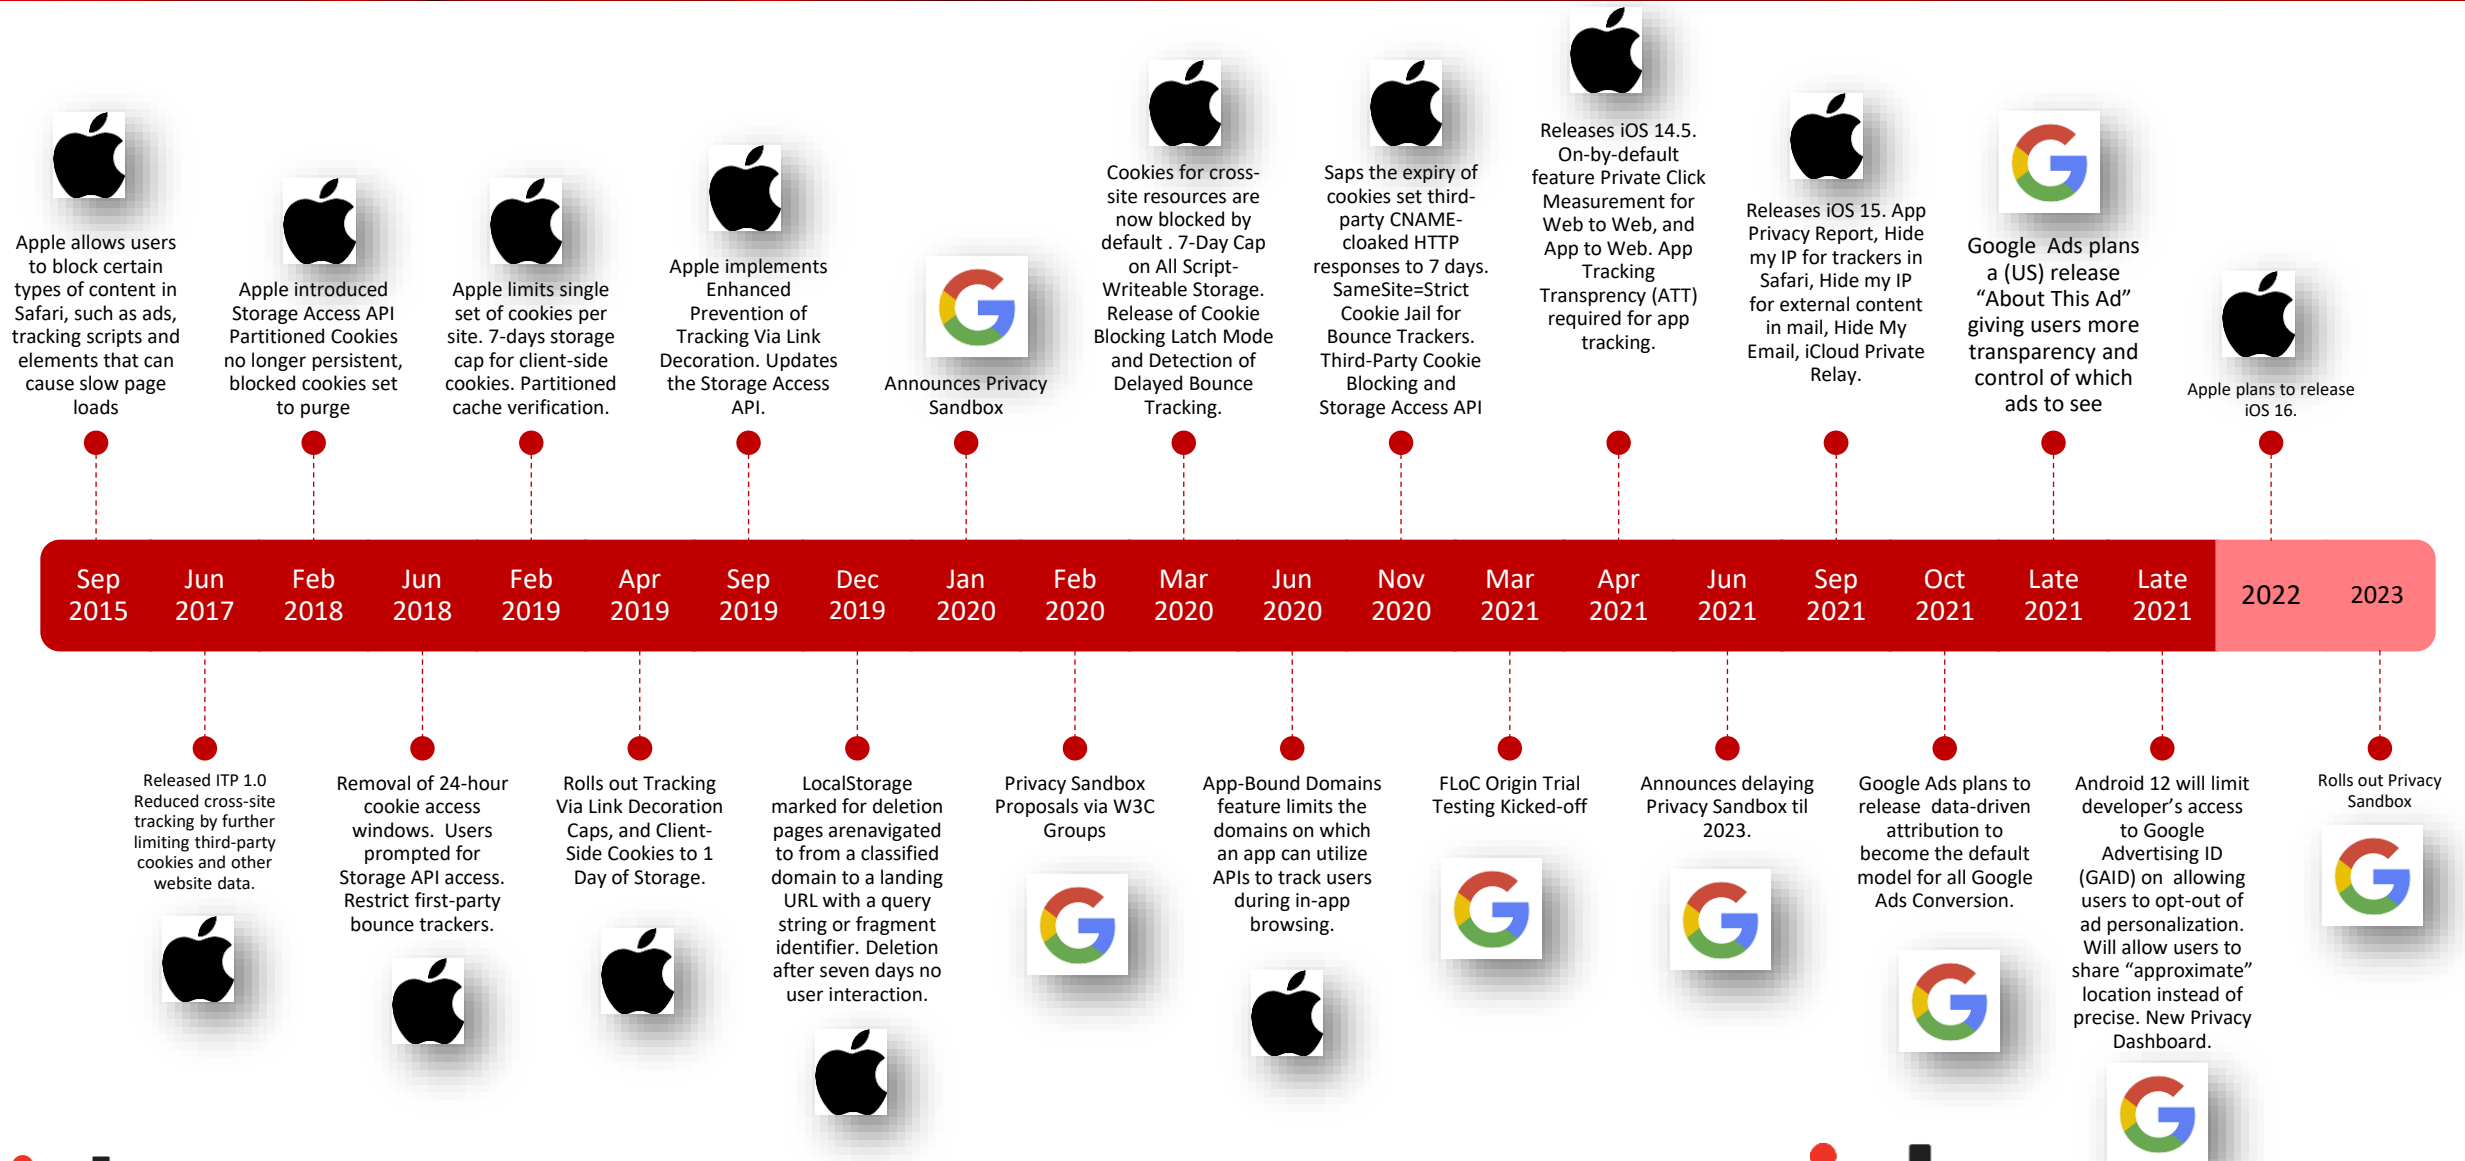 Apple allows users
to block certain
types of content in
Safari, such as ads,
tracking scripts and
elements that can
cause slow page
loads
Apple introduced
Storage Access API
Partitioned Cookies
no longer persistent,
blocked cookies set
to purge
Apple limits single
set of cookies per
site. 7-days storage
cap for client-side
cookies. Partitioned
cache verification.
Apple implements
Enhanced
Prevention of
Tracking Via Link
Decoration. Updates
the Storage Access
API.
Announces Privacy
Sandbox
Cookies for cross-
site resources are
now blocked by
default . 7-Day Cap
on All Script-
Writeable Storage.
Release of Cookie
Blocking Latch Mode
and Detection of
Delayed Bounce
Tracking.
Saps the expiry of
cookies set third-
party CNAME-
cloaked HTTP
responses to 7 days.
SameSite=Strict
Cookie Jail for
Bounce Trackers.
Third-Party Cookie
Blocking and
Storage Access API
Releases iOS 14.5.
On-by-default
feature Private Click
Measurement for
Web to Web, and
App to Web. App
Tracking
Transprency (ATT)
required for app
tracking.
Releases iOS 15. App
Privacy Report, Hide
my IP for trackers in
Safari, Hide my IP
for external content
in mail, Hide My
Email, iCloud Private
Relay.
Google Ads plans
a (US) release
“About This Ad”
giving users more
transparency and
control of which
ads to see
Apple plans to release
iOS 16.
Sep
2015
Jun
2017
Feb
2018
Jun
2018
Feb
2019
Apr
2019
Sep
2019
Dec
2019
Jan
2020
Feb
2020
Mar
2020
Jun
2020
Nov
2020
Mar
2021
Apr
2021
Jun
2021
Sep
2021
Oct
2021
Late
2021
Late
2021
2022
2023
Released ITP 1.0
Reduced cross-site
tracking by further
limiting third-party
cookies and other
website data.
Removal of 24-hour
cookie access
windows. Users
prompted for
Storage API access.
Restrict first-party
bounce trackers.
Rolls out Tracking
Via Link Decoration
Caps, and Client-
Side Cookies to 1
Day of Storage.
LocalStorage
marked for deletion
pages arenavigated
to from a classified
domain to a landing
URL with a query
string or fragment
identifier. Deletion
after seven days no
user interaction.
Privacy Sandbox
Proposals via W3C
Groups
App-Bound Domains
feature limits the
domains on which
an app can utilize
APIs to track users
during in-app
browsing.
FLoC Origin Trial
Testing Kicked-off
Announces delaying
Privacy Sandbox til
2023.
Google Ads plans to
release data-driven
attribution to
become the default
model for all Google
Ads Conversion.
Android 12 will limit
developer’s access
to Google
Advertising ID
(GAID) on allowing
users to opt-out of
ad personalization.
Will allow users to
share “approximate”
location instead of
precise. New Privacy
Dashboard.
Rolls out Privacy
Sandbox